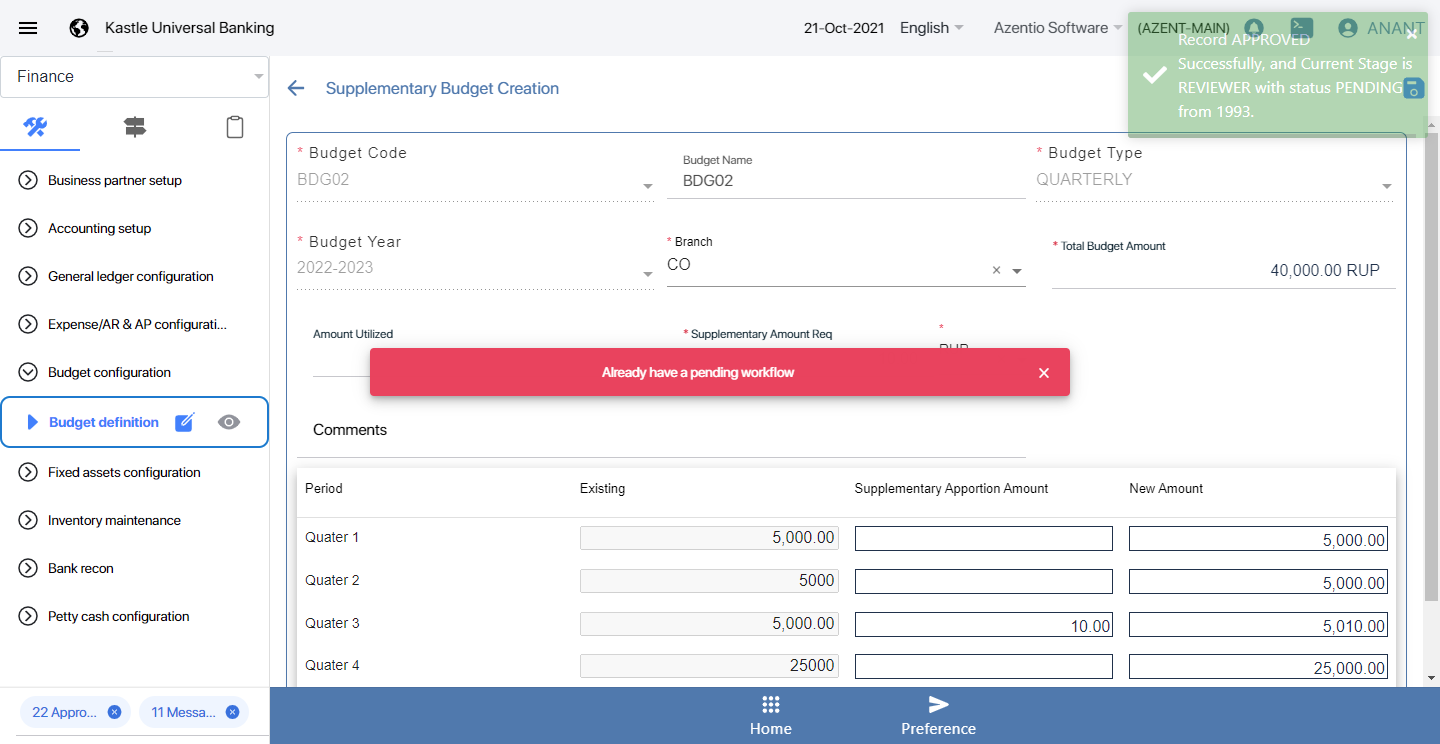 Kastle Universal Banking
21-Oct-2021
English
Azentio Software
(AZENT-MAIN)
ANANT
Record APPROVED
Successfully, and Current Stage is
REVIEWER with status PENDING
from 1993.
Finance
Supplementary Budget Creation
Business partner setup
Accounting setup
General ledger configuration
Expense/AR & AP configurati...
Budget configuration
Budget definition
Fixed assets configuration
Inventory maintenance
Bank recon
Petty cash configuration
22 Appro...
11 Messa...
* Budget Code
BDG02
Budget Name
BDG02
* Budget Type
QUARTERLY
* Budget Year
2022-2023
* Branch
CO
* Total Budget Amount
40,000.00 RUP
Amount Utilized
* Supplementary Amount Req
*
RUP
Already have a pending workflow
Comments
Period Existing Supplementary Apportion Amount New Amount
Quater 1 5,000.00 5,000.00
Quater 2 5000 5,000.00
Quater 3 5,000.00 10.00 5,010.00
Quater 4 25000 25,000.00
Home
Preference